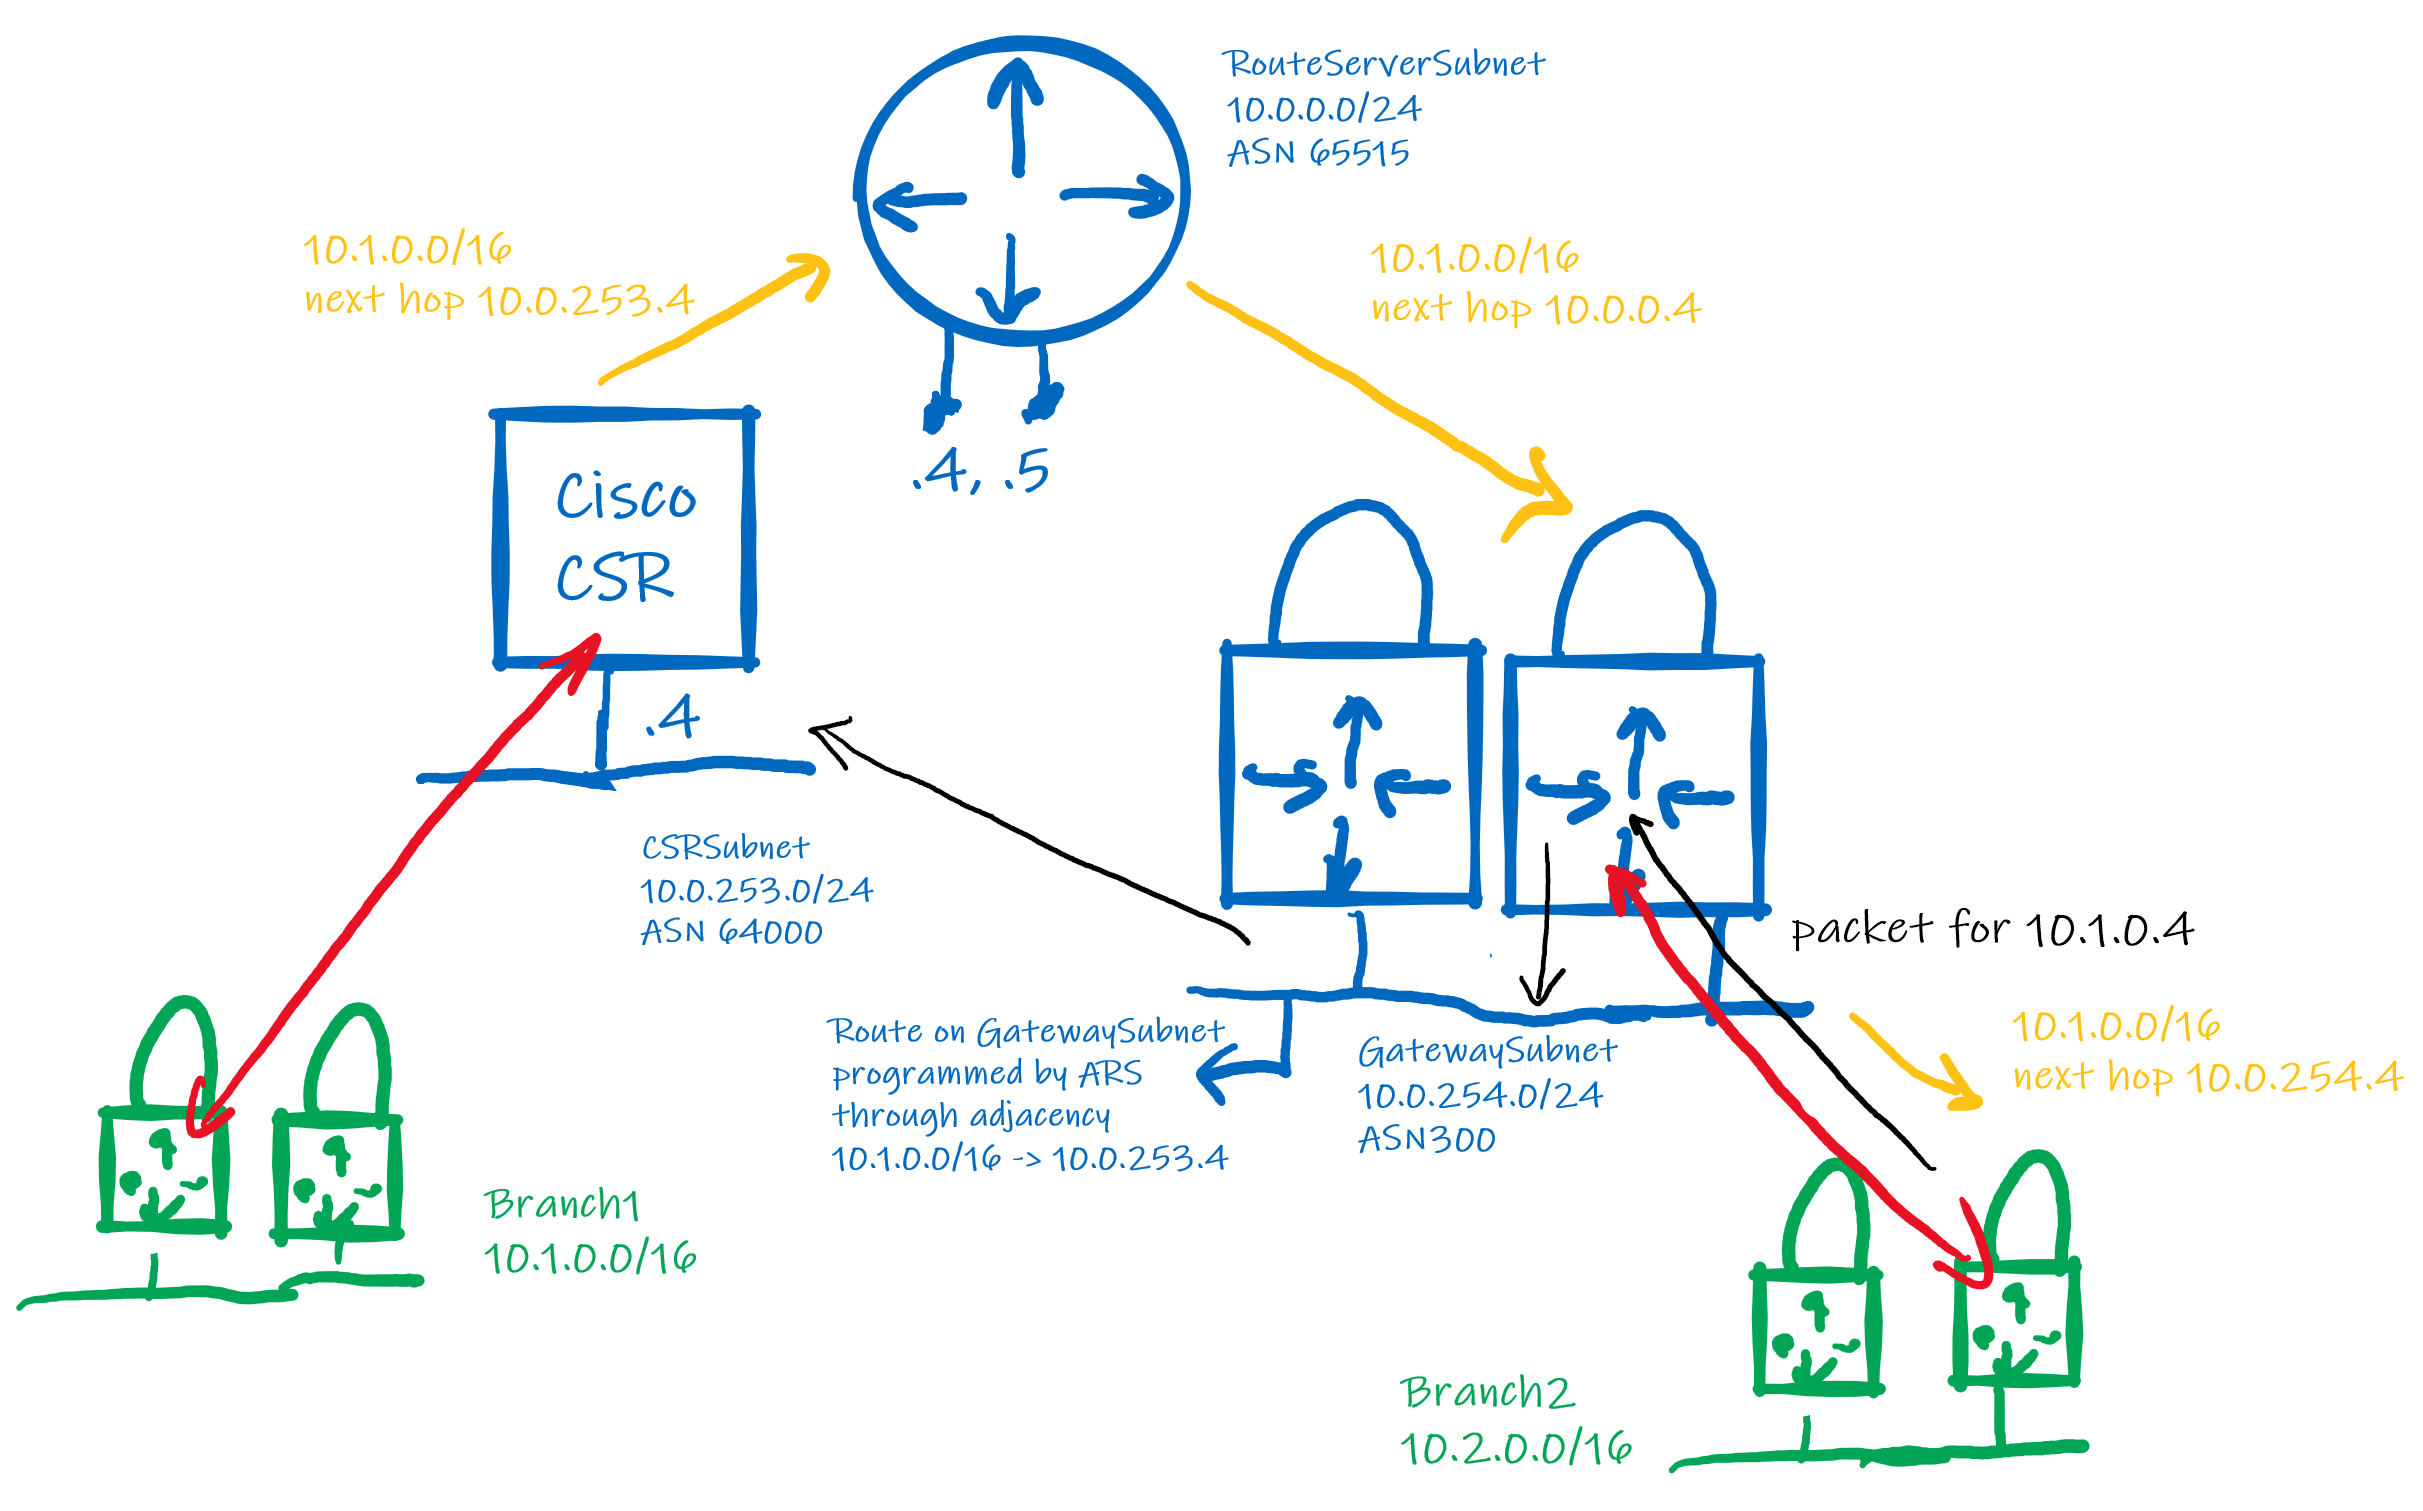 RouteServerSubnet
10.0.0.0/24
ASN 65515
10.1.0.0/16
next hop 10.0.253.4
10.1.0.0/16
next hop 10.0.0.4
.4, .5
Cisco
CSR
.4
CSRSubnet
10.0.253.0/24
ASN 64000
packet for 10.1.0.4
10.1.0.0/16
next hop 10.0.254.4
Route on GatewaySubnet
programmed by ARS
through adjacency
10.1.0.0/16 -> 10.0.253.4
GatewaySubnet
10.0.254.0/24
ASN300
Branch1
10.1.0.0/16
Branch2
10.2.0.0/16